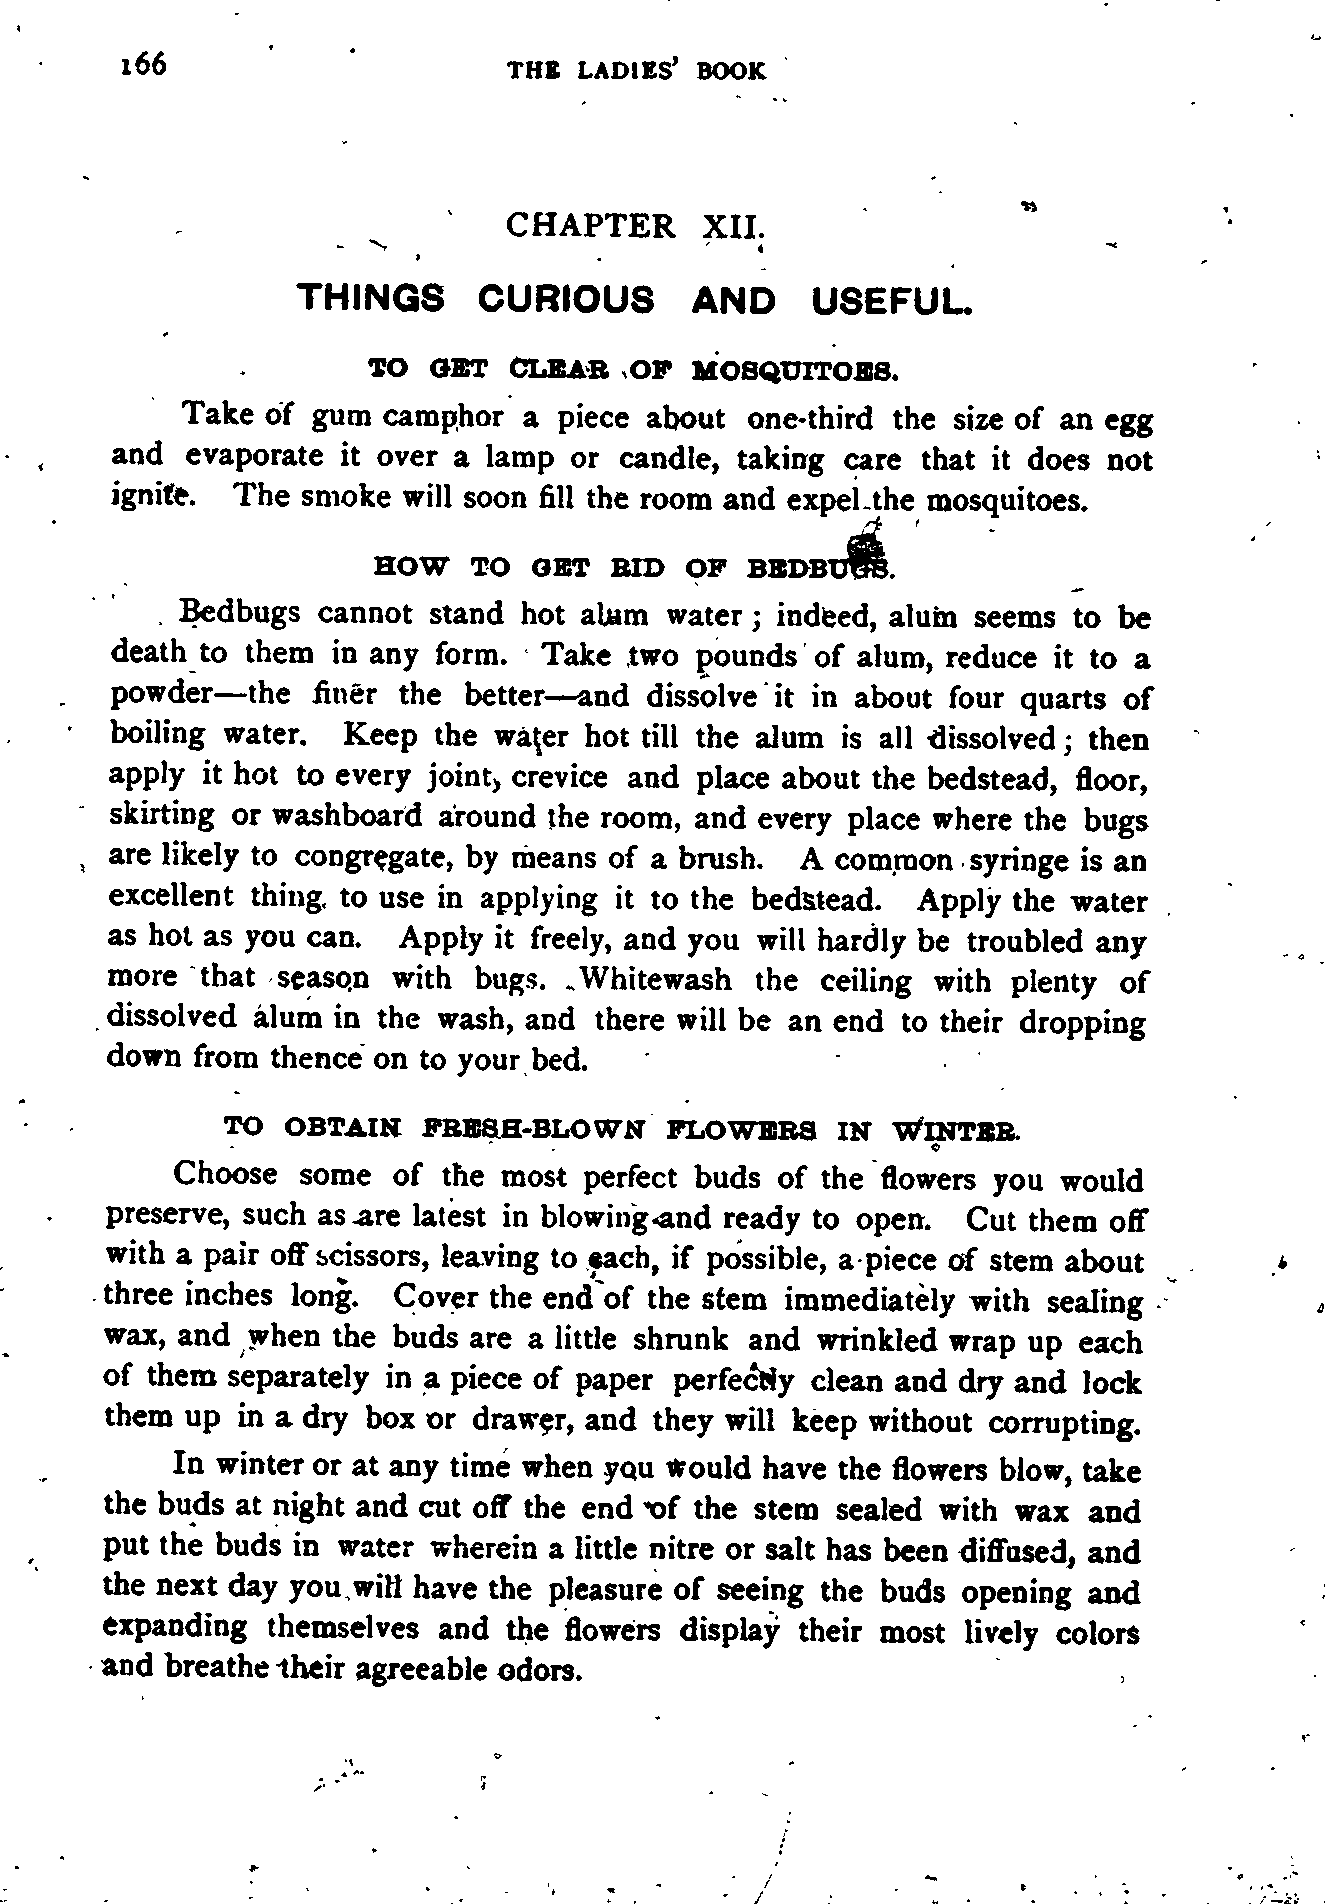 166 THE LADIES' BOOK
CHAPTER XII.
THINGS CURIOUS AND USEFUL.
TO GET CLEAR OF MOSQUITOES.
Take of gum camphor a piece about one-third the size of an egg
and evaporate it over a lamp or candle, taking care that it does not
ignite. The smoke will soon fill the room and expel the mosquitoes.
HOW TO GET RID OF BEDBUGS.
Bedbugs cannot stand hot alum water; indeed, alum seems to be
death to them in any form. Take two pounds of alum, reduce it to a
powder—the finer the better—and dissolve it in about four quarts of
boiling water. Keep the water hot till the alum is all dissolved; then
apply it hot to every joint, crevice and place about the bedstead, floor,
skirting or washboard around the room, and every place where the bugs
are likely to congregate, by means of a brush. A common syringe is an
excellent thing to use in applying it to the bedstead. Apply the water
as hot as you can. Apply it freely, and you will hardly be troubled any
more that season with bugs. Whitewash the ceiling with plenty of
dissolved alum in the wash, and there will be an end to their dropping
down from thence on to your bed.
TO OBTAIN FRESH-BLOWN FLOWERS IN WINTER.
Choose some of the most perfect buds of the flowers you would
preserve, such as are latest in blowing and ready to open. Cut them off
with a pair off scissors, leaving to each, if possible, a piece of stem about
three inches long. Cover the end of the stem immediately with sealing
wax, and when the buds are a little shrunk and wrinkled wrap up each
of them separately in a piece of paper perfectly clean and dry and lock
them up in a dry box or drawer, and they will keep without corrupting.
In winter or at any time when you would have the flowers blow, take
the buds at night and cut off the end of the stem sealed with wax and
put the buds in water wherein a little nitre or salt has been diffused, and
the next day you will have the pleasure of seeing the buds opening and
expanding themselves and the flowers display their most lively colors
and breathe their agreeable odors.